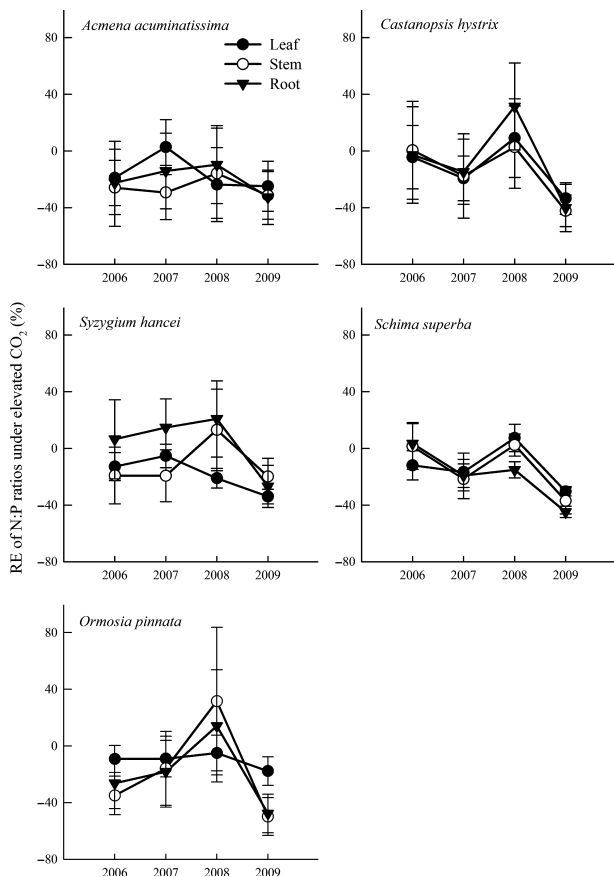 Acmena acuminatissima
80
40
0
−40
−80
Leaf
Stem
Root
2006 2007 2008 2009
Castanopsis hystrix
80
40
0
−40
−80
2006 2007 2008 2009
RE of N:P ratios under elevated CO₂ (%)
Syzygium hancei
80
40
0
−40
−80
2006 2007 2008 2009
Schima superba
80
40
0
−40
−80
2006 2007 2008 2009
Ormosia pinnata
80
40
0
−40
−80
2006 2007 2008 2009